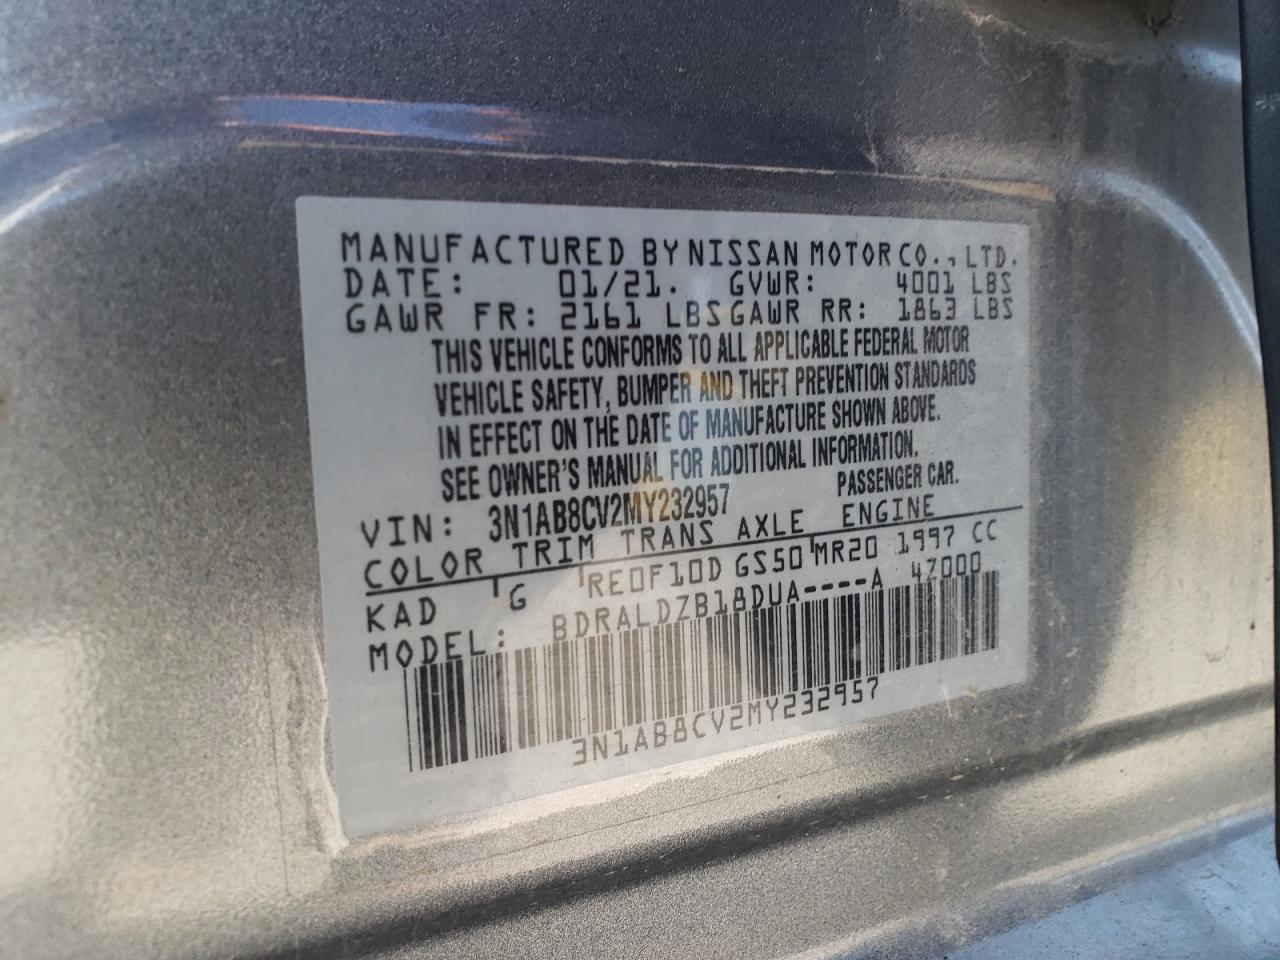 MANUFACTURED BY NISSAN MOTOR CO., LTD.
DATE: 01/21. GVWR: 4001 LBS
GAWR FR: 2161 LBS GAWR RR: 1863 LBS
THIS VEHICLE CONFORMS TO ALL APPLICABLE FEDERAL MOTOR
VEHICLE SAFETY, BUMPER AND THEFT PREVENTION STANDARDS
IN EFFECT ON THE DATE OF MANUFACTURE SHOWN ABOVE.
SEE OWNER'S MANUAL FOR ADDITIONAL INFORMATION.
VIN: 3N1AB8CV2MY232957 PASSENGER CAR.
COLOR TRIM TRANS AXLE ENGINE
KAD G RE0F10D GS50 MR20 1997 CC
MODEL: BDRALDZB18DUA----A 47000
3N1AB8CV2MY232957